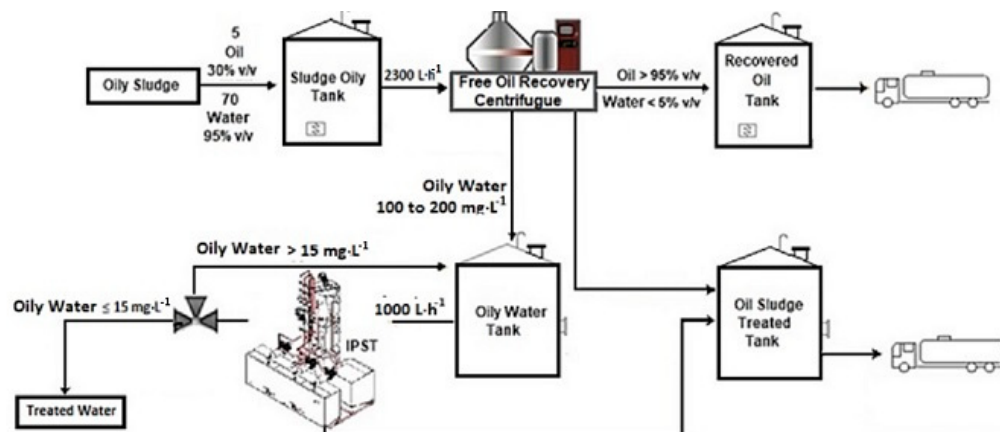 5
Oil
30% v/v
Oily Sludge
70
Water
95% v/v
Sludge Oily
Tank
2300 L·h-1
Free Oil Recovery
Centrifugue
Oil > 95% v/v
Water < 5% v/v
Recovered
Oil
Tank
Oily Water
100 to 200 mg·L-1
Oily Water > 15 mg·L-1
Oily Water ≤ 15 mg·L-1
IPST
1000 L·h-1
Oily Water
Tank
Oil Sludge
Treated
Tank
Treated Water